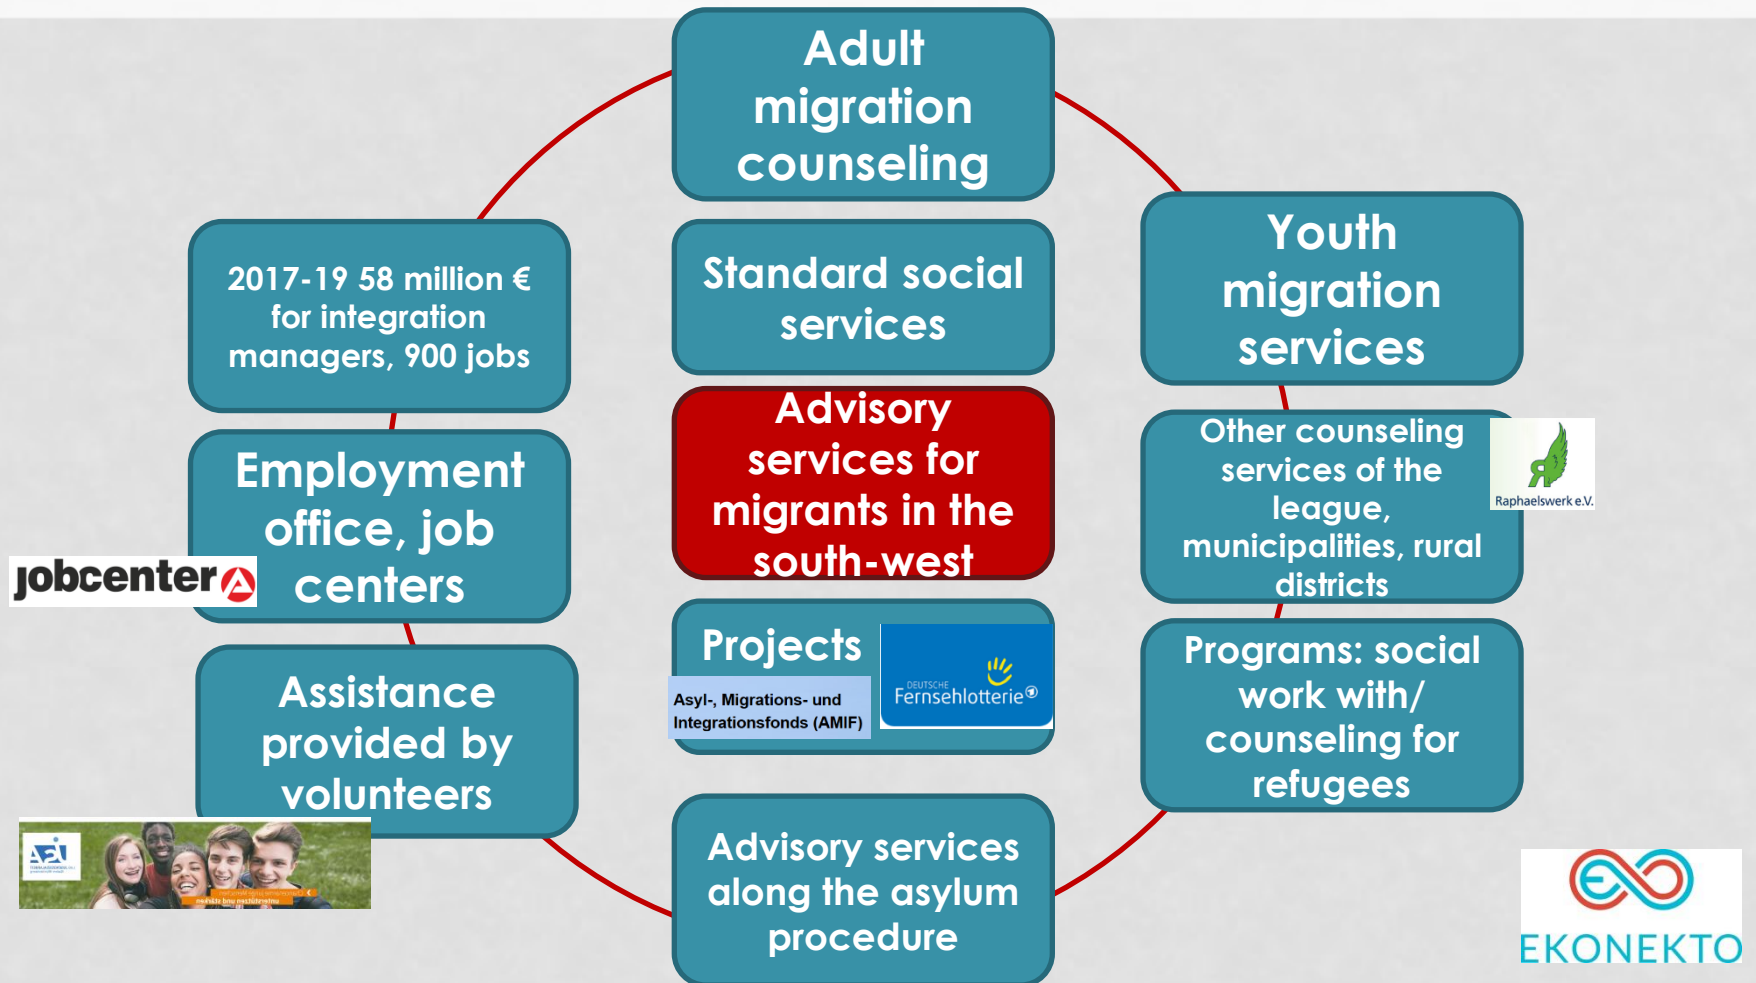 Adult
migration
counseling
2017-19 58 million €
for integration
managers, 900 jobs
Standard social
services
Youth
migration
services
Employment
office, job
centers
jobcenter
Advisory
services for
migrants in the
south-west
Other counseling
services of the
league,
municipalities, rural
districts
Raphaelswerk e.V.
Assistance
provided by
volunteers
Projects
Asyl-, Migrations- und
Integrationsfonds (AMIF)
DEUTSCHE
Fernsehlotterie®
Programs: social
work with/
counseling for
refugees
Advisory services
along the asylum
procedure
EKONEKTO